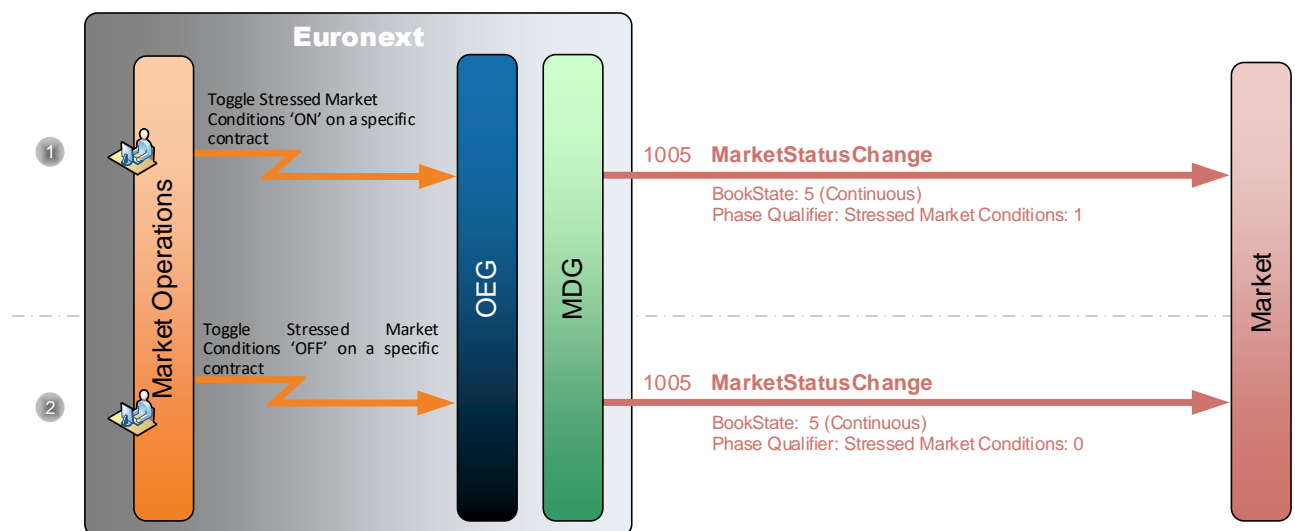 Euronext
Toggle Stressed Market
Conditions ‘ON’ on a specific
contract
1
1005 MarketStatusChange
BookState: 5 (Continuous)
Phase Qualifier: Stressed Market Conditions: 1
Market Operations
OEG
MDG
Market
Toggle Stressed Market
Conditions ‘OFF’ on a specific
contract
2
1005 MarketStatusChange
BookState: 5 (Continuous)
Phase Qualifier: Stressed Market Conditions: 0